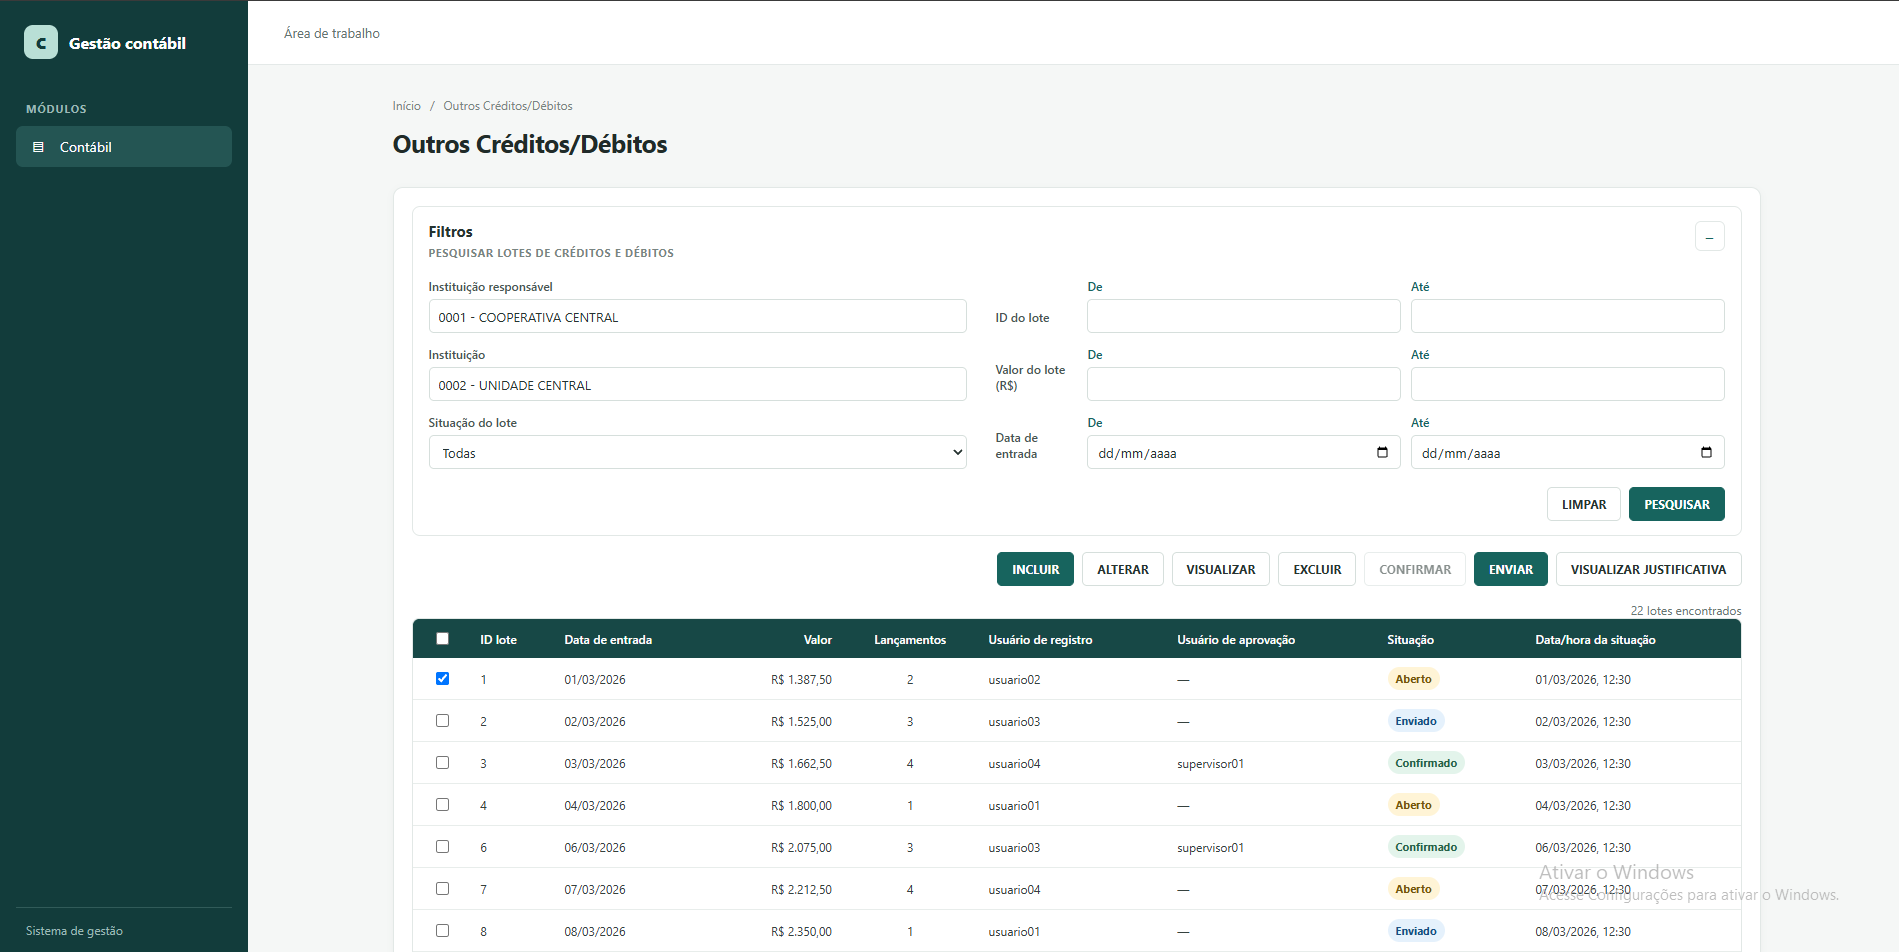 C Gestão contábil
Área de trabalho
MÓDULOS
Contábil
Início / Outros Créditos/Débitos
Outros Créditos/Débitos
Filtros
–
PESQUISAR LOTES DE CRÉDITOS E DÉBITOS
Instituição responsável
0001 - COOPERATIVA CENTRAL
ID do lote
De
Até
Instituição
0002 - UNIDADE CENTRAL
Valor do lote
(R$)
De
Até
Situação do lote
Todas
Data de
entrada
De
dd/mm/aaaa
Até
dd/mm/aaaa
LIMPAR PESQUISAR
INCLUIR ALTERAR VISUALIZAR EXCLUIR CONFIRMAR ENVIAR VISUALIZAR JUSTIFICATIVA
22 lotes encontrados
ID lote Data de entrada Valor Lançamentos Usuário de registro Usuário de aprovação Situação Data/hora da situação
1 01/03/2026 R$ 1.387,50 2 usuario02 — Aberto 01/03/2026, 12:30
2 02/03/2026 R$ 1.525,00 3 usuario03 — Enviado 02/03/2026, 12:30
3 03/03/2026 R$ 1.662,50 4 usuario04 supervisor01 Confirmado 03/03/2026, 12:30
4 04/03/2026 R$ 1.800,00 1 usuario01 — Aberto 04/03/2026, 12:30
6 06/03/2026 R$ 2.075,00 3 usuario03 supervisor01 Confirmado 06/03/2026, 12:30
7 07/03/2026 R$ 2.212,50 4 usuario04 — Aberto 07/03/2026, 12:30
8 08/03/2026 R$ 2.350,00 1 usuario01 — Enviado 08/03/2026, 12:30
Ativar o Windows
Acesse Configurações para ativar o Windows.
Sistema de gestão